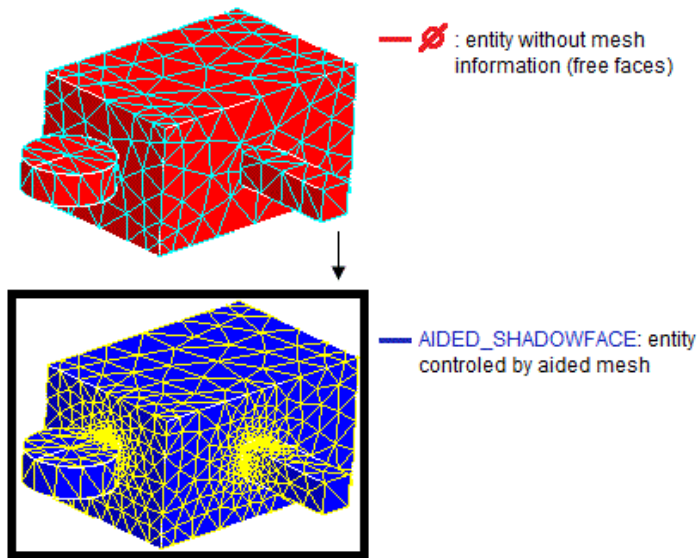 Ø : entity without mesh
information (free faces)
AIDED_SHADOWFACE: entity
controled by aided mesh